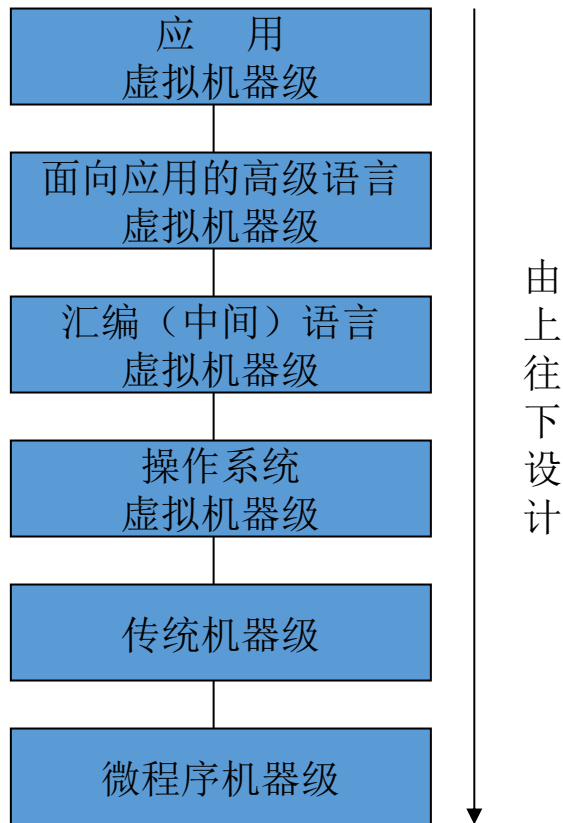 应 用
虚拟机器级
面向应用的高级语言
虚拟机器级
汇编（中间）语言
虚拟机器级
操作系统
虚拟机器级
传统机器级
微程序机器级
由上往下设计